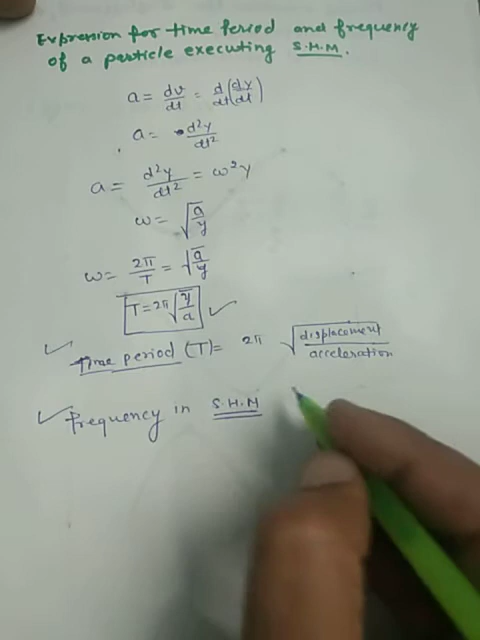 Expression for time Period and frequency
of a particle executing S.H.M.
a = dv/dt = d/dt(dy/dt)
a = d²y/dt²
a = d²y/dt² = ω²y
ω = √a/y
ω = 2π/T = √a/y
T = 2π√y/a
Time period (T) = 2π √displacement/acceleration
Frequency in S.H.M